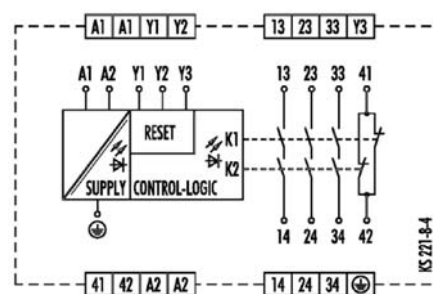 A1 A1 Y1 Y2 13 23 33 Y3
A1 A2 Y1 Y2 Y3 13 23 33 41
RESET
K1
K2
SUPPLY CONTROL-LOGIC
14 24 34 42
KS 221-8-4
41 42 A2 A2 14 24 34